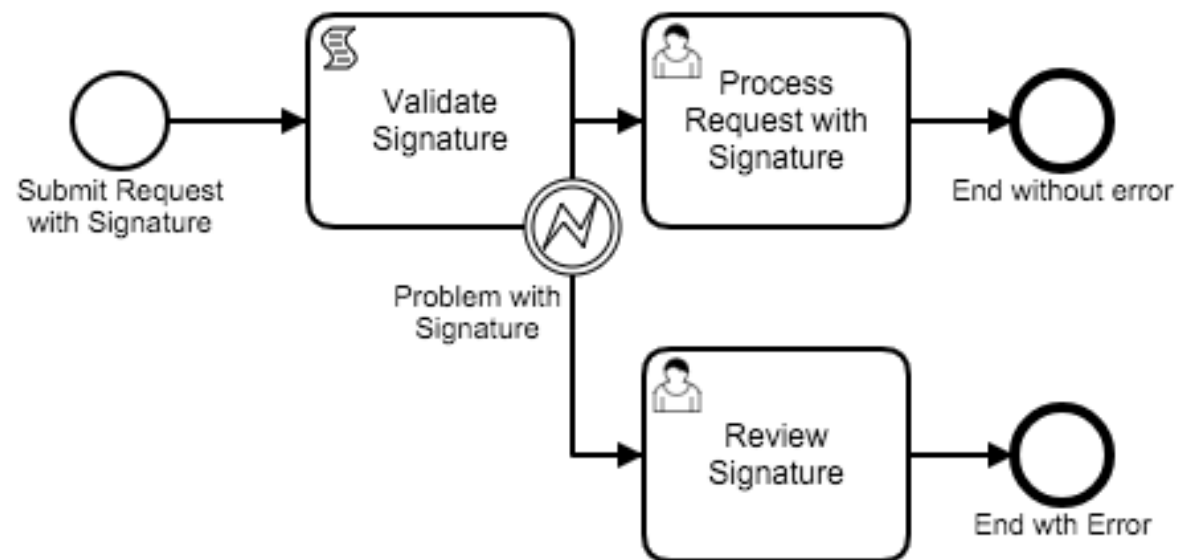 Validate
Signature
Process
Request with
Signature
Submit Request
with Signature
End without error
Problem with
Signature
Review
Signature
End wth Error